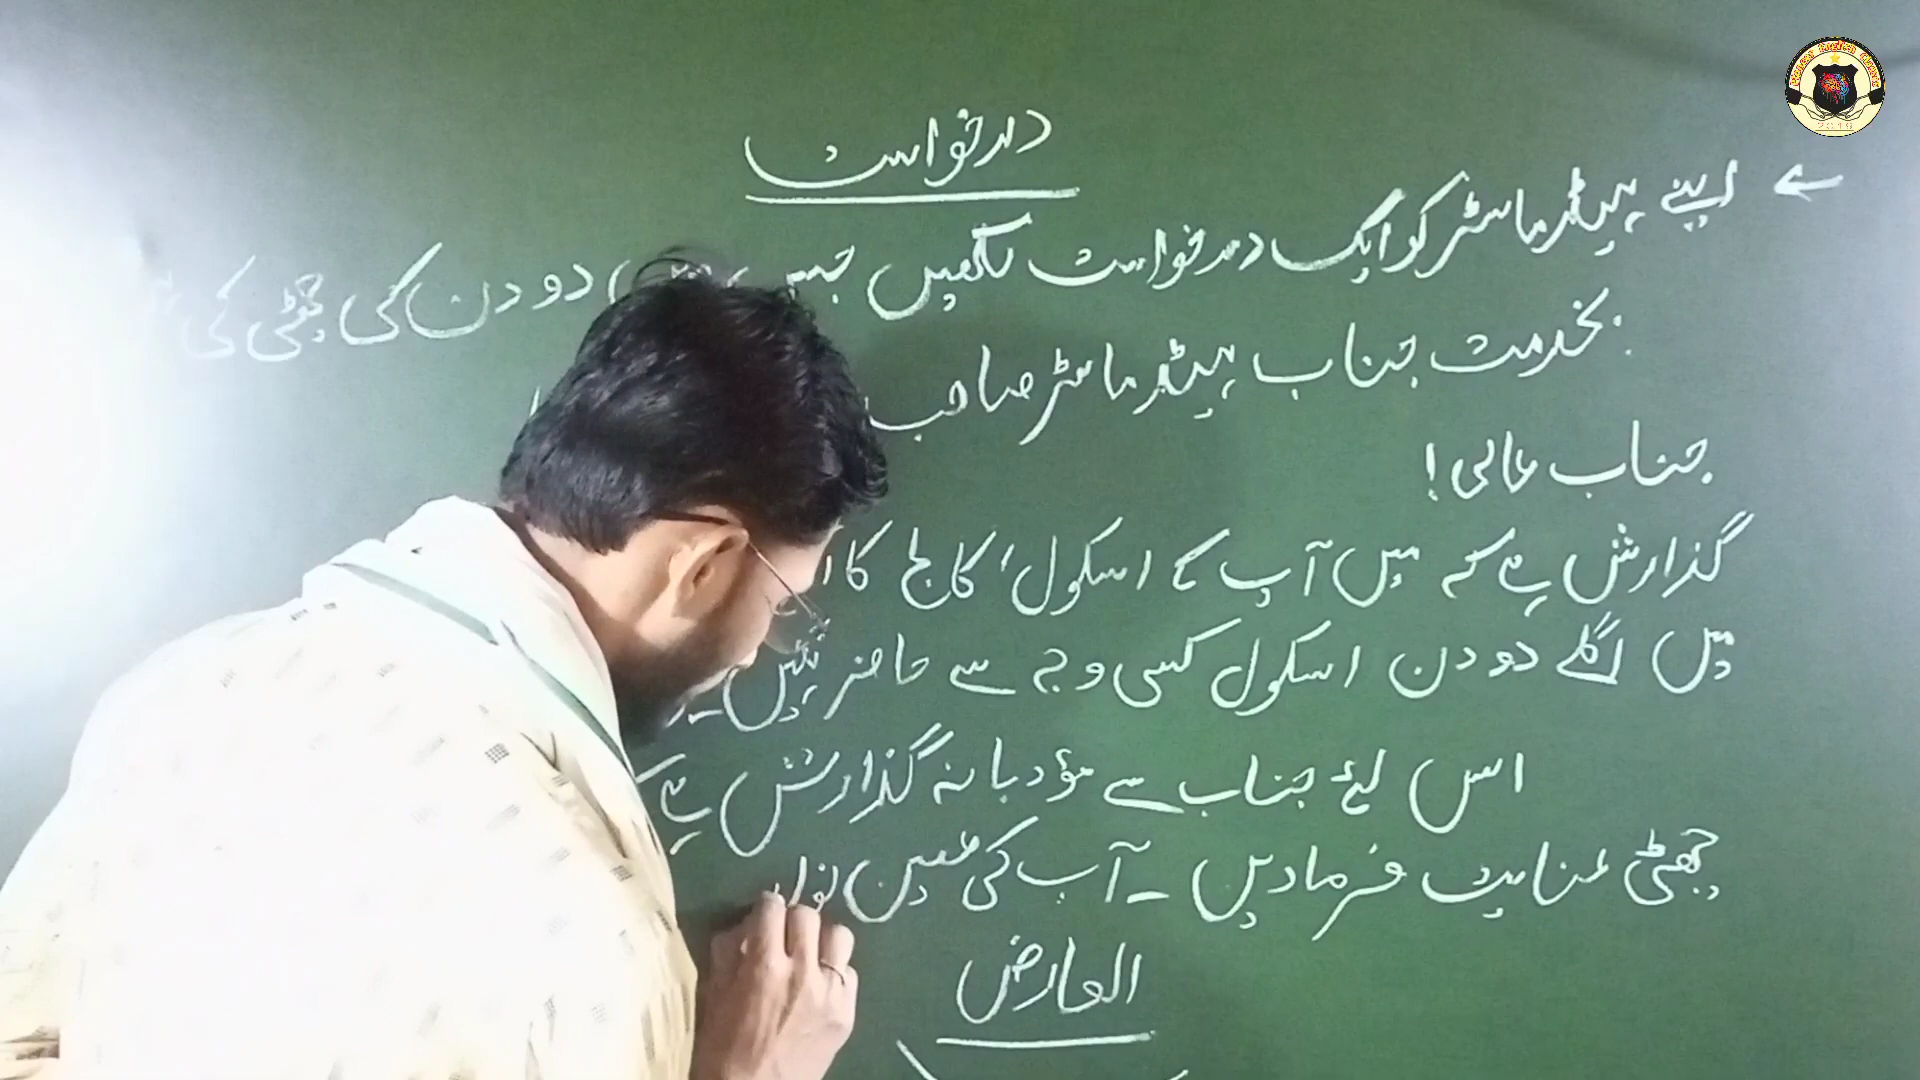 درخواست
← اپنے ہیڈ ماسٹر کو ایک درخواست لکھیں جس دو دن کی چھٹی کی
بخدمت جناب ہیڈ ماسٹر صاحب
جناب عالی!
گذارش ہے کہ میں آپ کے اسکول / کالج کا
میں اگلے دو دن اسکول کسی وجہ سے حاضر نہیں
اس لئے جناب سے مؤدبانہ گذارش ہے
چھٹی عنایت فرمادیں ۔ آپ کی عین نوا
العارض
2019